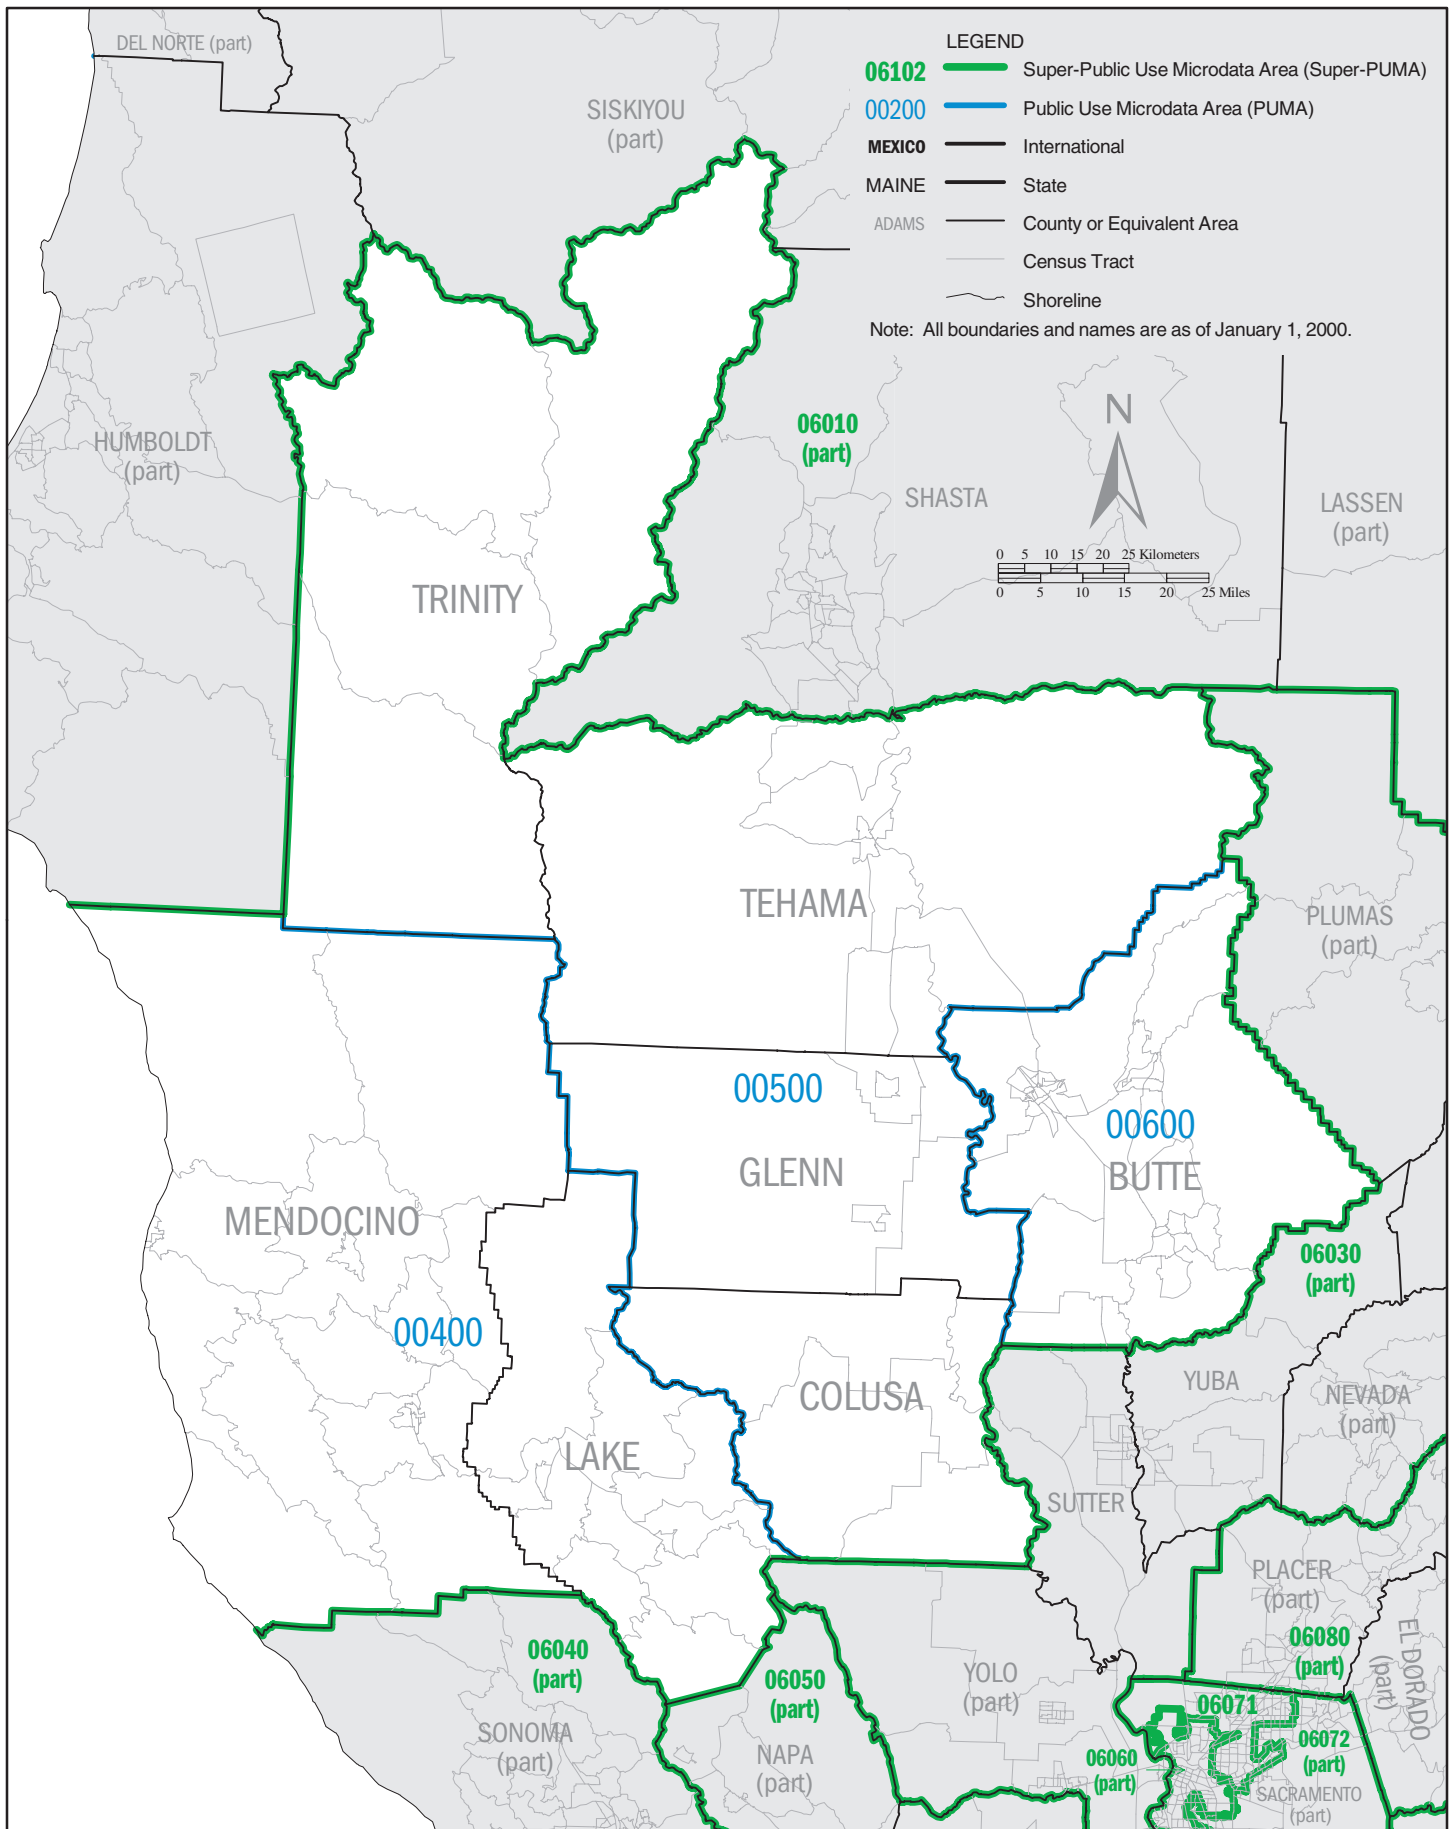 LEGEND
06102 Super-Public Use Microdata Area (Super-PUMA)
00200 Public Use Microdata Area (PUMA)
MEXICO International
MAINE State
ADAMS County or Equivalent Area
Census Tract
Shoreline
Note: All boundaries and names are as of January 1, 2000.
DEL NORTE (part)
SISKIYOU
(part)
HUMBOLDT
(part)
06010
(part)
N
SHASTA
LASSEN
(part)
0 5 10 15 20 25 Kilometers
0 5 10 15 20 25 Miles
TRINITY
TEHAMA
PLUMAS
(part)
00500
00600
GLENN
BUTTE
MENDOCINO
06030
(part)
00400
COLUSA
YUBA
NEVADA
(part)
LAKE
SUTTER
PLACER
(part)
06040
(part)
06080
(part)
EL DORADO
(part)
06050
(part)
YOLO
(part)
06071
SONOMA
(part)
06072
(part)
NAPA
(part)
06060
(part)
SACRAMENTO
(part)